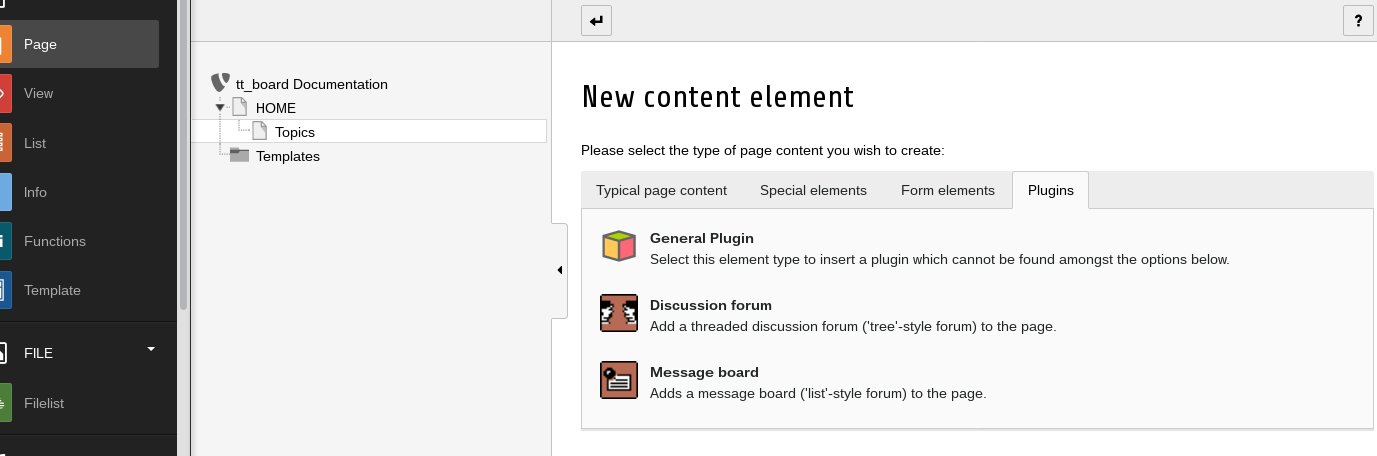 Page
View
List
Info
Functions
Template
FILE
Filelist
tt_board Documentation
HOME
Topics
Templates
?
New content element
Please select the type of page content you wish to create:
Typical page content Special elements Form elements Plugins
General Plugin
Select this element type to insert a plugin which cannot be found amongst the options below.
Discussion forum
Add a threaded discussion forum ('tree'-style forum) to the page.
Message board
Adds a message board ('list'-style forum) to the page.